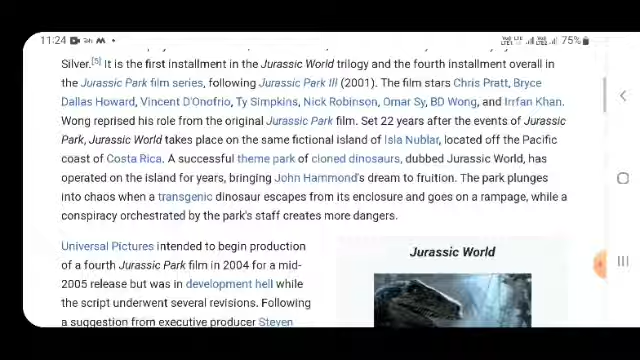 11:24 75%
Silver.[5] It is the first installment in the Jurassic World trilogy and the fourth installment overall in
the Jurassic Park film series, following Jurassic Park III (2001). The film stars Chris Pratt, Bryce
Dallas Howard, Vincent D'Onofrio, Ty Simpkins, Nick Robinson, Omar Sy, BD Wong, and Irrfan Khan.
Wong reprised his role from the original Jurassic Park film. Set 22 years after the events of Jurassic
Park, Jurassic World takes place on the same fictional island of Isla Nublar, located off the Pacific
coast of Costa Rica. A successful theme park of cloned dinosaurs, dubbed Jurassic World, has
operated on the island for years, bringing John Hammond's dream to fruition. The park plunges
into chaos when a transgenic dinosaur escapes from its enclosure and goes on a rampage, while a
conspiracy orchestrated by the park's staff creates more dangers.
Universal Pictures intended to begin production
of a fourth Jurassic Park film in 2004 for a mid-
2005 release but was in development hell while
the script underwent several revisions. Following
a suggestion from executive producer Steven
Jurassic World